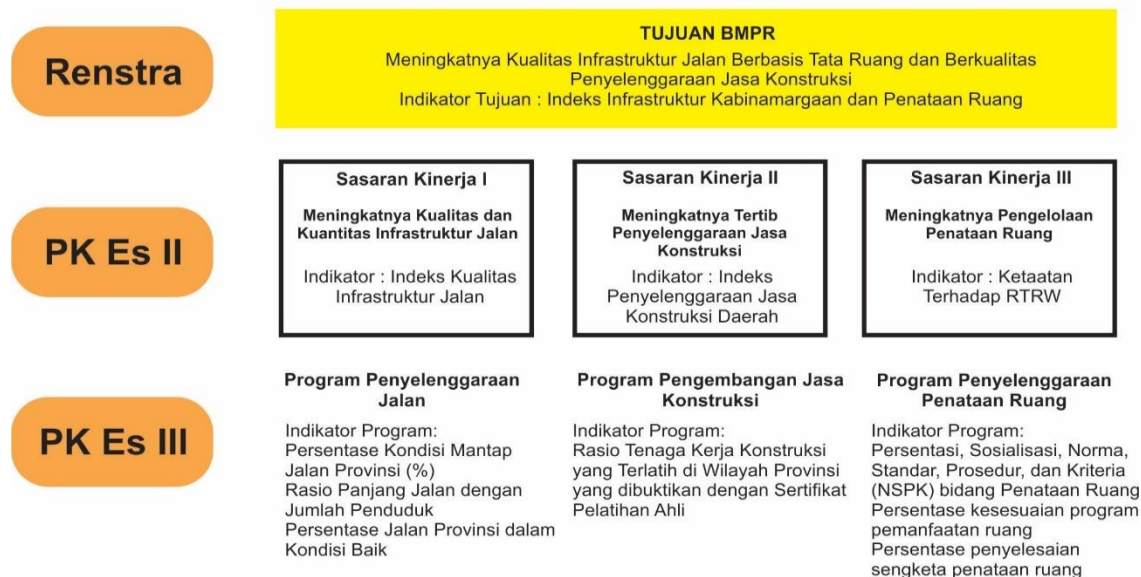 Renstra
TUJUAN BMPR
Meningkatnya Kualitas Infrastruktur Jalan Berbasis Tata Ruang dan Berkualitas
Penyelenggaraan Jasa Konstruksi
Indikator Tujuan : Indeks Infrastruktur Kabinamargaan dan Penataan Ruang
PK Es II
Sasaran Kinerja I
Meningkatnya Kualitas dan
Kuantitas Infrastruktur Jalan
Indikator : Indeks Kualitas
Infrastruktur Jalan
Sasaran Kinerja II
Meningkatnya Tertib
Penyelenggaraan Jasa
Konstruksi
Indikator : Indeks
Penyelenggaraan Jasa
Konstruksi Daerah
Sasaran Kinerja III
Meningkatnya Pengelolaan
Penataan Ruang
Indikator : Ketaatan
Terhadap RTRW
PK Es III
Program Penyelenggaraan
Jalan
Indikator Program:
Persentase Kondisi Mantap
Jalan Provinsi (%)
Rasio Panjang Jalan dengan
Jumlah Penduduk
Persentase Jalan Provinsi dalam
Kondisi Baik
Program Pengembangan Jasa
Konstruksi
Indikator Program:
Rasio Tenaga Kerja Konstruksi
yang Terlatih di Wilayah Provinsi
yang dibuktikan dengan Sertifikat
Pelatihan Ahli
Program Penyelenggaraan
Penataan Ruang
Indikator Program:
Persentasi, Sosialisasi, Norma,
Standar, Prosedur, dan Kriteria
(NSPK) bidang Penataan Ruang
Persentase kesesuaian program
pemanfaatan ruang
Persentase penyelesaian
sengketa penataan ruang